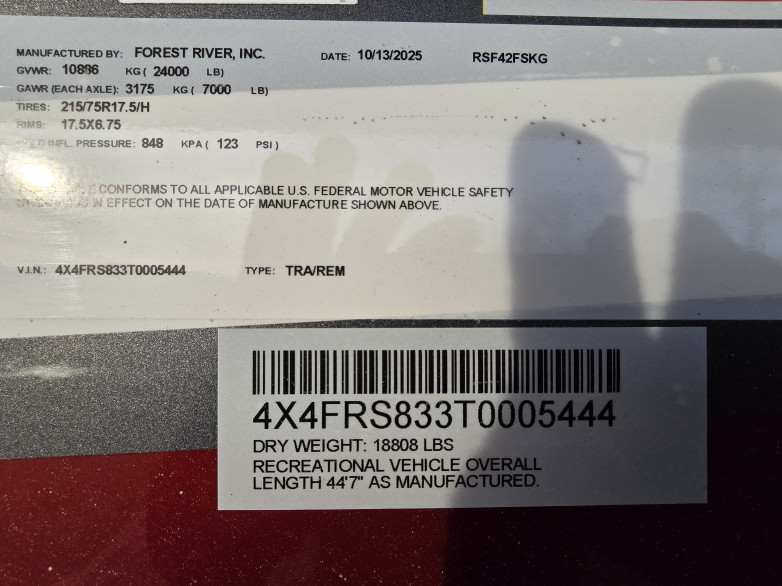 MANUFACTURED BY: FOREST RIVER, INC. DATE: 10/13/2025 RSF42FSKG
GVWR: 10886 KG ( 24000 LB)
GAWR (EACH AXLE): 3175 KG ( 7000 LB)
TIRES: 215/75R17.5/H
RIMS: 17.5X6.75
INFL. PRESSURE: 848 KPA ( 123 PSI )
CONFORMS TO ALL APPLICABLE U.S. FEDERAL MOTOR VEHICLE SAFETY
IN EFFECT ON THE DATE OF MANUFACTURE SHOWN ABOVE.
V.I.N.: 4X4FRS833T0005444 TYPE: TRA/REM
4X4FRS833T0005444
DRY WEIGHT: 18808 LBS
RECREATIONAL VEHICLE OVERALL
LENGTH 44'7" AS MANUFACTURED.